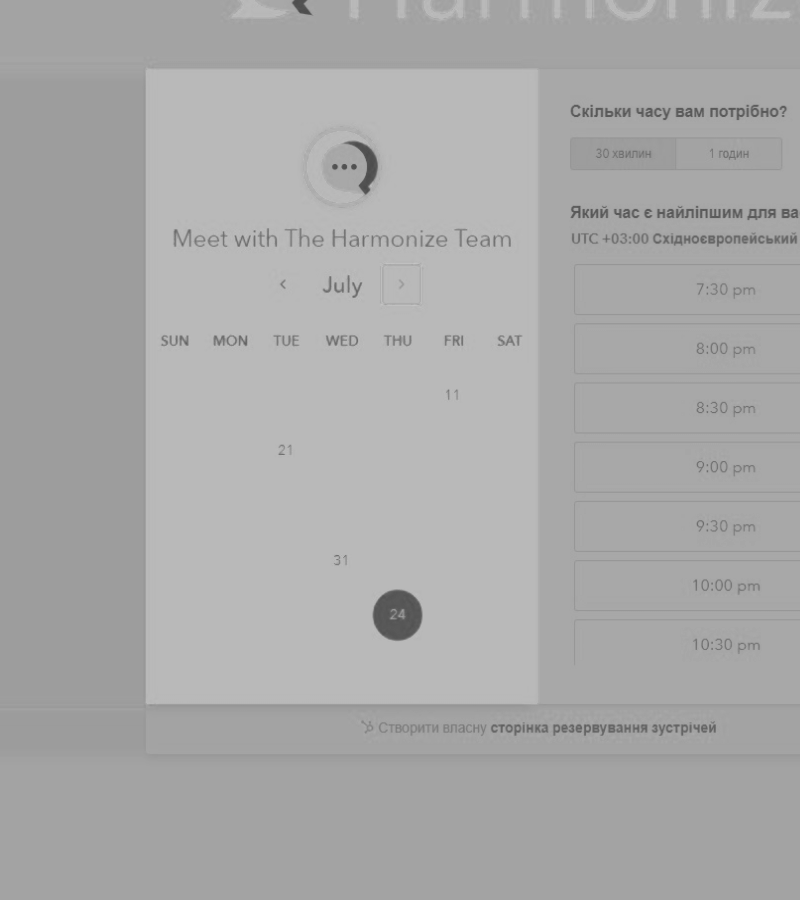 Harmoniz
Meet with The Harmonize Team
July
SUN MON TUE WED THU FRI SAT
11
21
31
24
Скільки часу вам потрібно?
30 хвилин 1 годин
Який час є найліпшим для ва
UTC +03:00 Східноєвропейський
7:30 pm
8:00 pm
8:30 pm
9:00 pm
9:30 pm
10:00 pm
10:30 pm
Створити власну сторінка резервування зустрічей